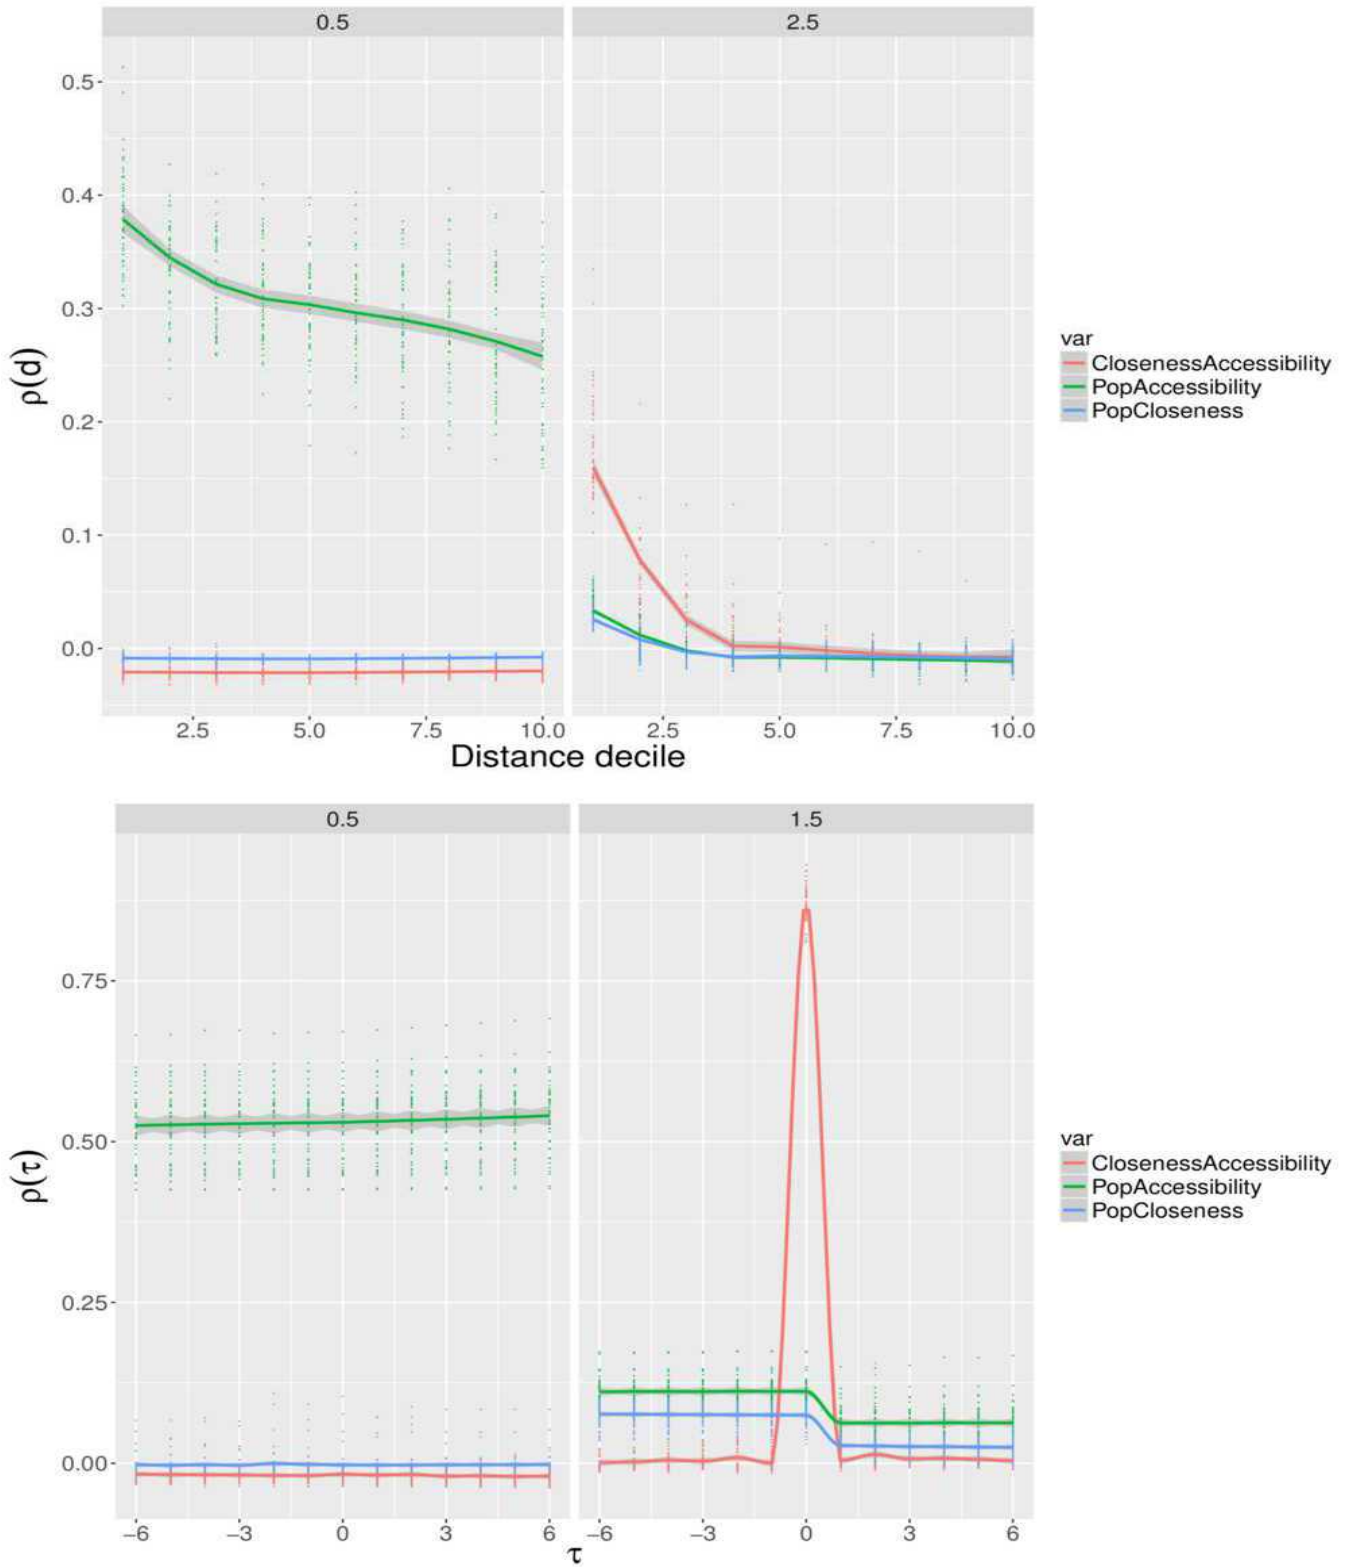 0.5 2.5
0.5
0.4
0.3
0.2
0.1
0.0
ρ(d)
2.5 5.0 7.5 10.0 2.5 5.0 7.5 10.0
Distance decile
var
ClosenessAccessibility
PopAccessibility
PopCloseness
0.5 1.5
0.75
0.50
0.25
0.00
ρ(τ)
−6 −3 0 3 6 −6 −3 0 3 6
τ
var
ClosenessAccessibility
PopAccessibility
PopCloseness